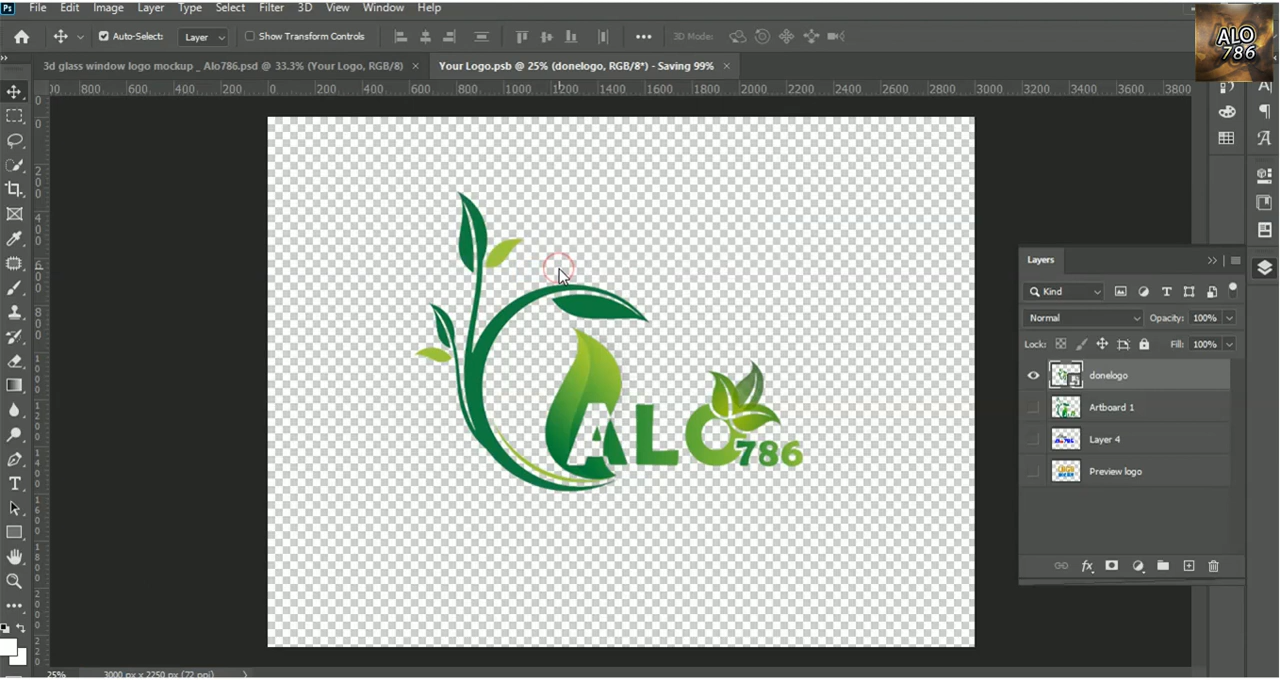 Ps File Edit Image Layer Type Select Filter 3D View Window Help
Auto-Select: Layer Show Transform Controls 3D Mode:
ALO
786
3d glass window logo mockup _ Alo786.psd @ 33.3% (Your Logo, RGB/8) × Your Logo.psb @ 25% (donelogo, RGB/8*) - Saving 99% ×
800 600 400 200 0 200 400 600 800 1000 1200 1400 1600 1800 2000 2200 2400 2600 2800 3000 3200 3400 3600 3800
Layers
Kind
Normal Opacity: 100%
Lock: Fill: 100%
donelogo
Artboard 1
Layer 4
Preview logo
ALO
786
25% 3000 px x 2250 px (72 ppi)